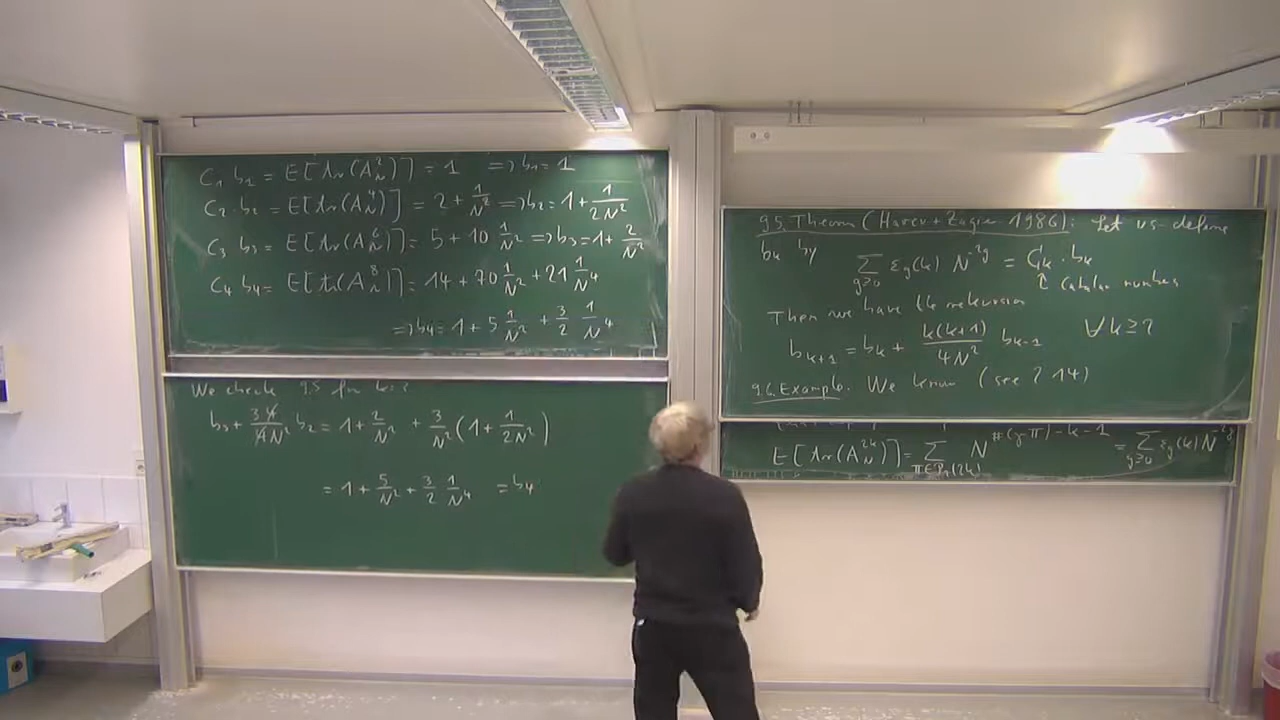 C₁ b₁ = E[tr(A_N²)] = 1 ⇒ b₁ = 1
C₂ · b₂ = E[tr(A_N⁴)] = 2 + 1/N² ⇒ b₂ = 1 + 1/2N²
C₃ b₃ = E[tr(A_N⁶)] = 5 + 10 1/N² ⇒ b₃ = 1 + 2/N²
C₄ b₄ = E[tr(A_N⁸)] = 14 + 70 1/N² + 21 1/N⁴
⇒ b₄ = 1 + 5 1/N² + 3/2 1/N⁴
We check 9.5 for k=3
b₃ + 3·4/4N² b₂ = 1 + 2/N² + 3/N² (1 + 1/2N²)
= 1 + 5/N² + 3/2 1/N⁴ = b₄
9.5. Theorem (Harer + Zagier 1986): Let us define
b_k by ∑_{g≥0} ε_g(k) N^{-2g} = C_k · b_k
↑ Catalan numbers
Then we have the recursion
b_{k+1} = b_k + k(k+1)/4N² b_{k-1} ∀ k ≥ 2
9.6. Example. We know (see 2.14)
E[tr(A_N^{2k})] = ∑_{π∈P₂(2k)} N^{#(γπ)-k-1} = ∑_{g≥0} ε_g(k) N^{-2g}